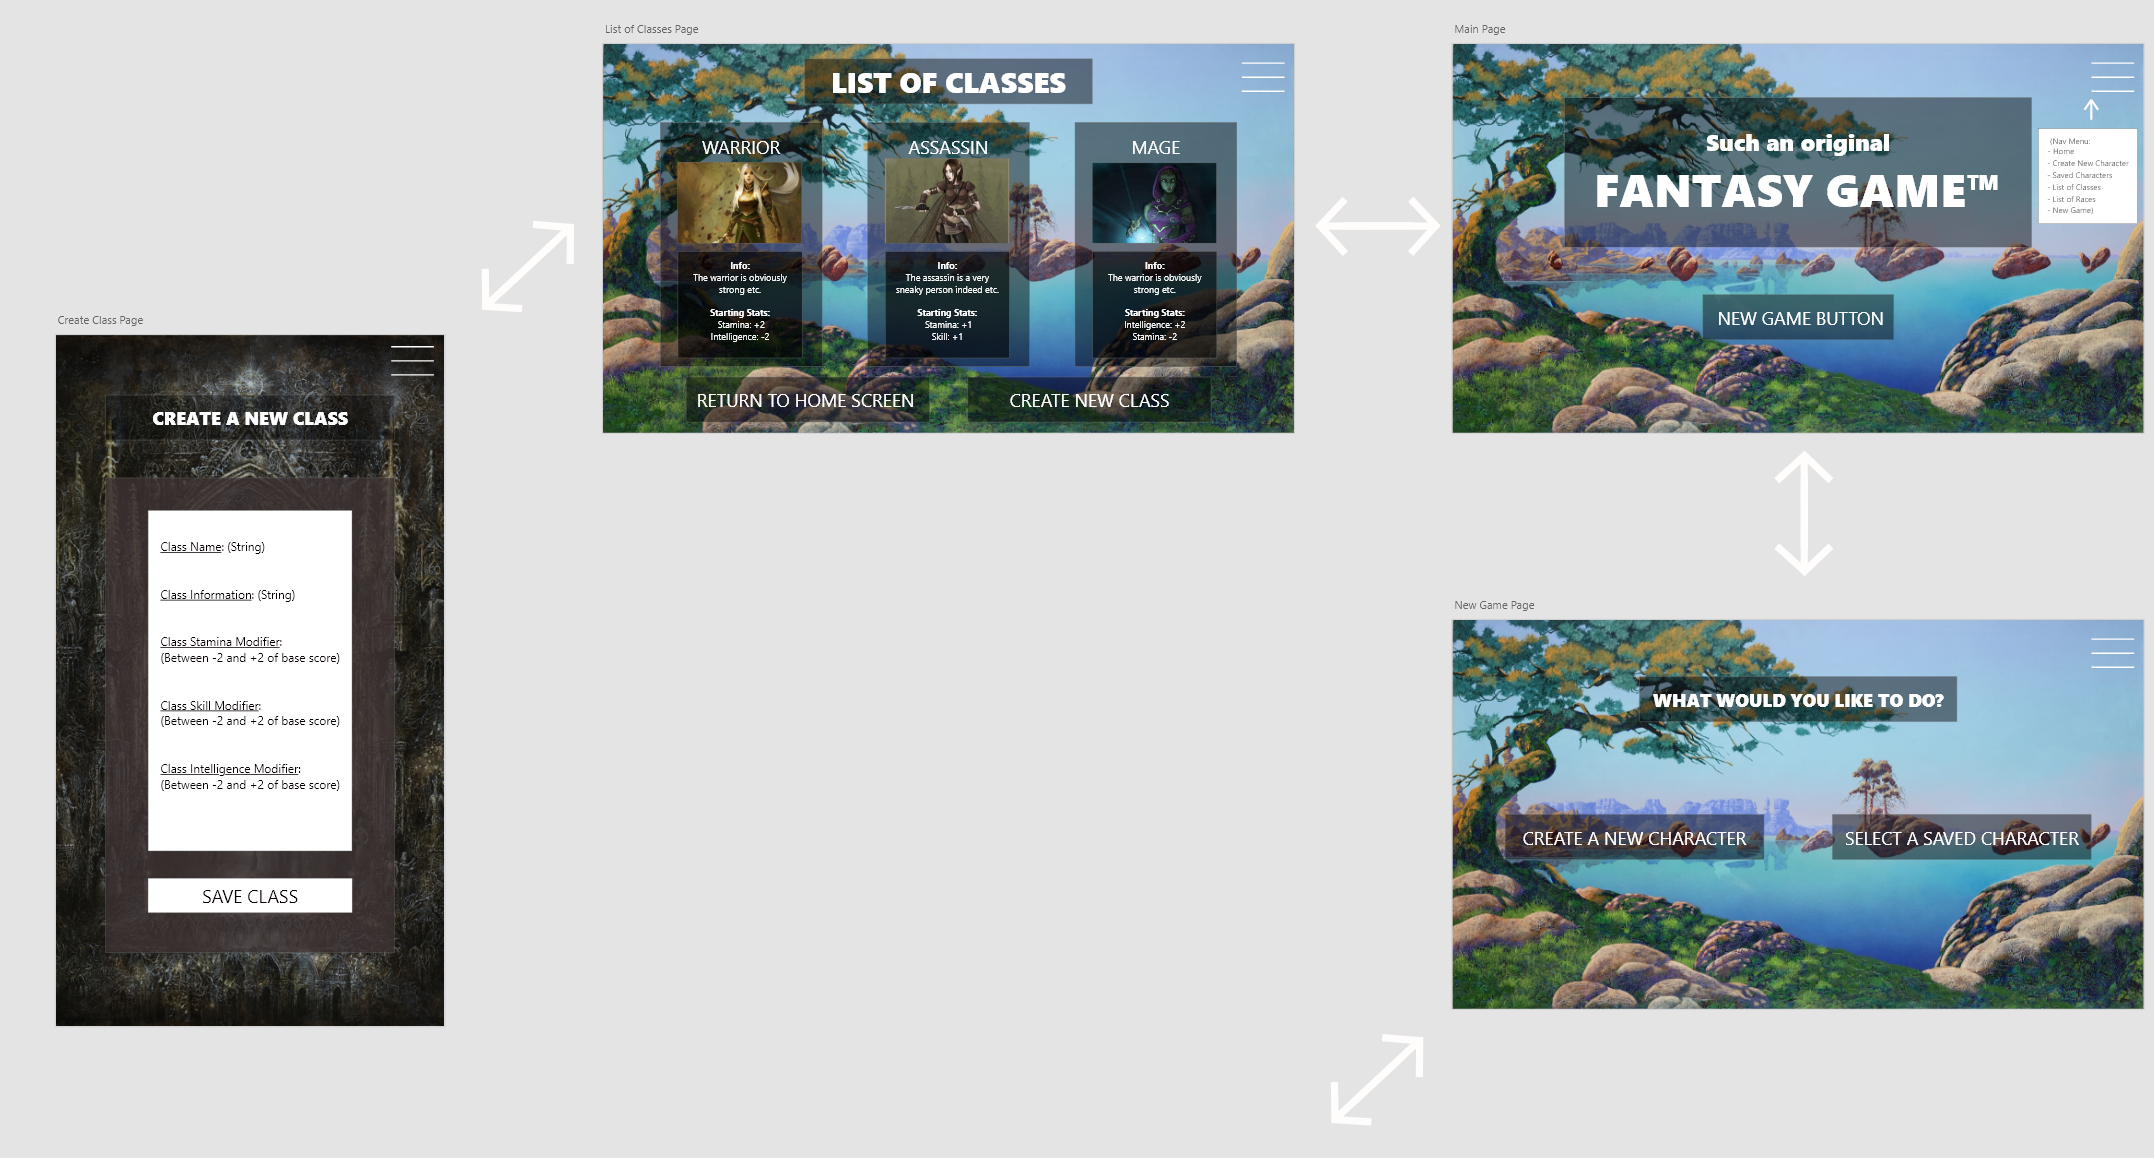 List of Classes Page
LIST OF CLASSES
WARRIOR
Info:
The warrior is obviously
strong etc.
Starting Stats:
Stamina: +2
Intelligence: -2
ASSASSIN
Info:
The assassin is a very
sneaky person indeed etc.
Starting Stats:
Stamina: +1
Skill: +1
MAGE
Info:
The warrior is obviously
strong etc.
Starting Stats:
Intelligence: +2
Stamina: -2
RETURN TO HOME SCREEN
CREATE NEW CLASS
Main Page
Such an original
FANTASY GAME™
(Nav Menu:
- Home
- Create New Character
- Saved Characters
- List of Classes
- List of Races
- New Game)
NEW GAME BUTTON
Create Class Page
CREATE A NEW CLASS
Class Name: (String)
Class Information: (String)
Class Stamina Modifier:
(Between -2 and +2 of base score)
Class Skill Modifier:
(Between -2 and +2 of base score)
Class Intelligence Modifier:
(Between -2 and +2 of base score)
SAVE CLASS
New Game Page
WHAT WOULD YOU LIKE TO DO?
CREATE A NEW CHARACTER
SELECT A SAVED CHARACTER